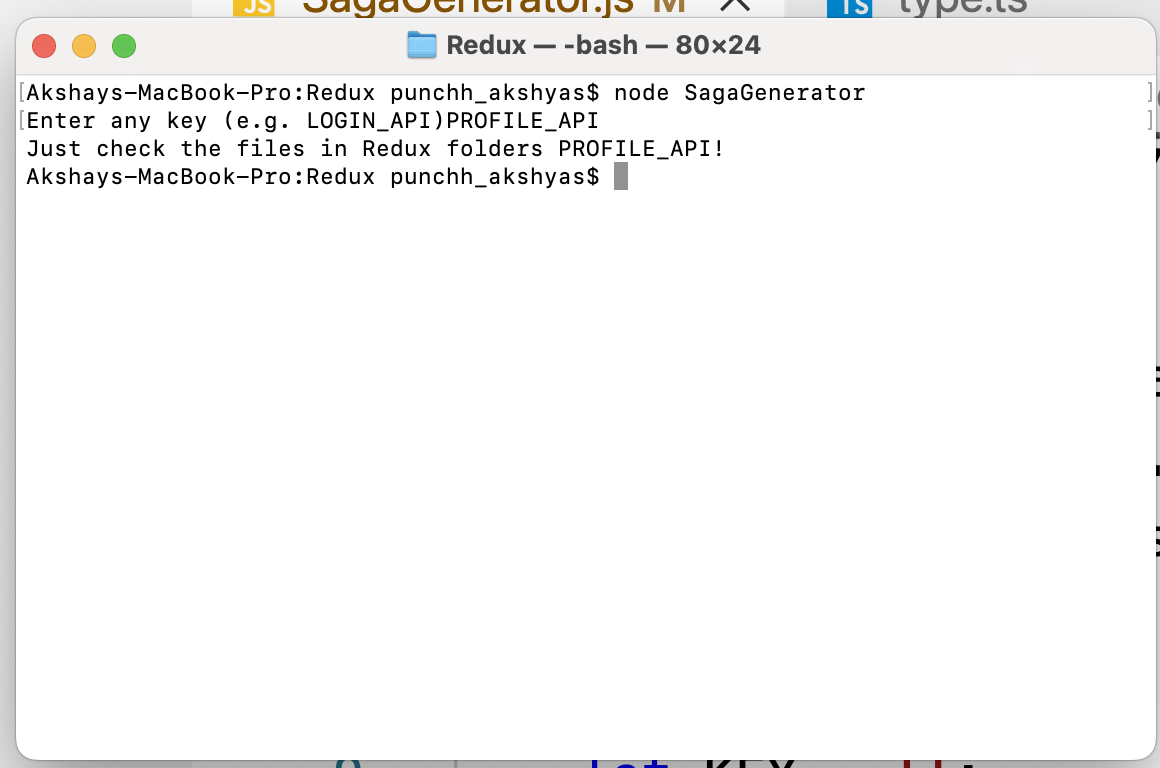 JS SagaGenerator.js M
TS type.ts
Redux — -bash — 80×24
[Akshays-MacBook-Pro:Redux punchh_akshyas$ node SagaGenerator ]
[Enter any key (e.g. LOGIN_API)PROFILE_API ]
Just check the files in Redux folders PROFILE_API!
Akshays-MacBook-Pro:Redux punchh_akshyas$
let KEY